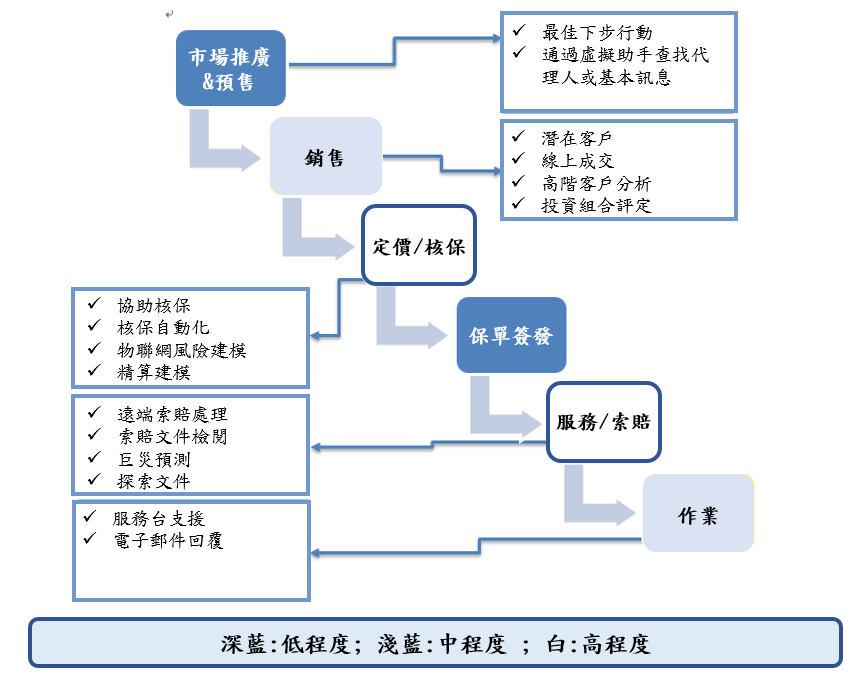 市場推廣
&預售
✓ 最佳下步行動
✓ 通過虛擬助手查找代
理人或基本訊息
銷售
✓ 潛在客戶
✓ 線上成交
✓ 高階客戶分析
✓ 投資組合評定
定價/核保
✓ 協助核保
✓ 核保自動化
✓ 物聯網風險建模
✓ 精算建模
保單簽發
服務/索賠
✓ 遠端索賠處理
✓ 索賠文件檢閱
✓ 巨災預測
✓ 探索文件
作業
✓ 服務台支援
✓ 電子郵件回覆
深藍:低程度; 淺藍:中程度 ; 白:高程度